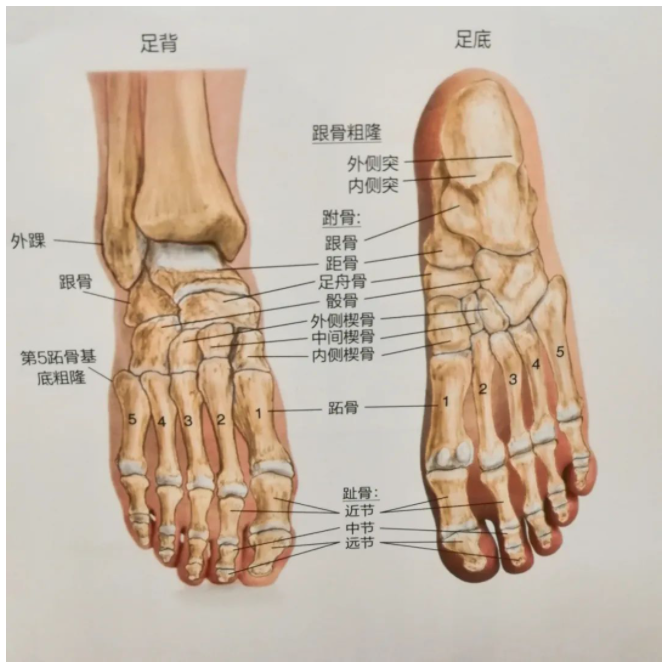 足背
足底
跟骨粗隆
外侧突
内侧突
跗骨:
外踝
跟骨
距骨
跟骨
足舟骨
骰骨
外侧楔骨
中间楔骨
内侧楔骨
第5跖骨基
底粗隆
5 4 3 2 1
跖骨
1 2 3 4 5
趾骨:
近节
中节
远节